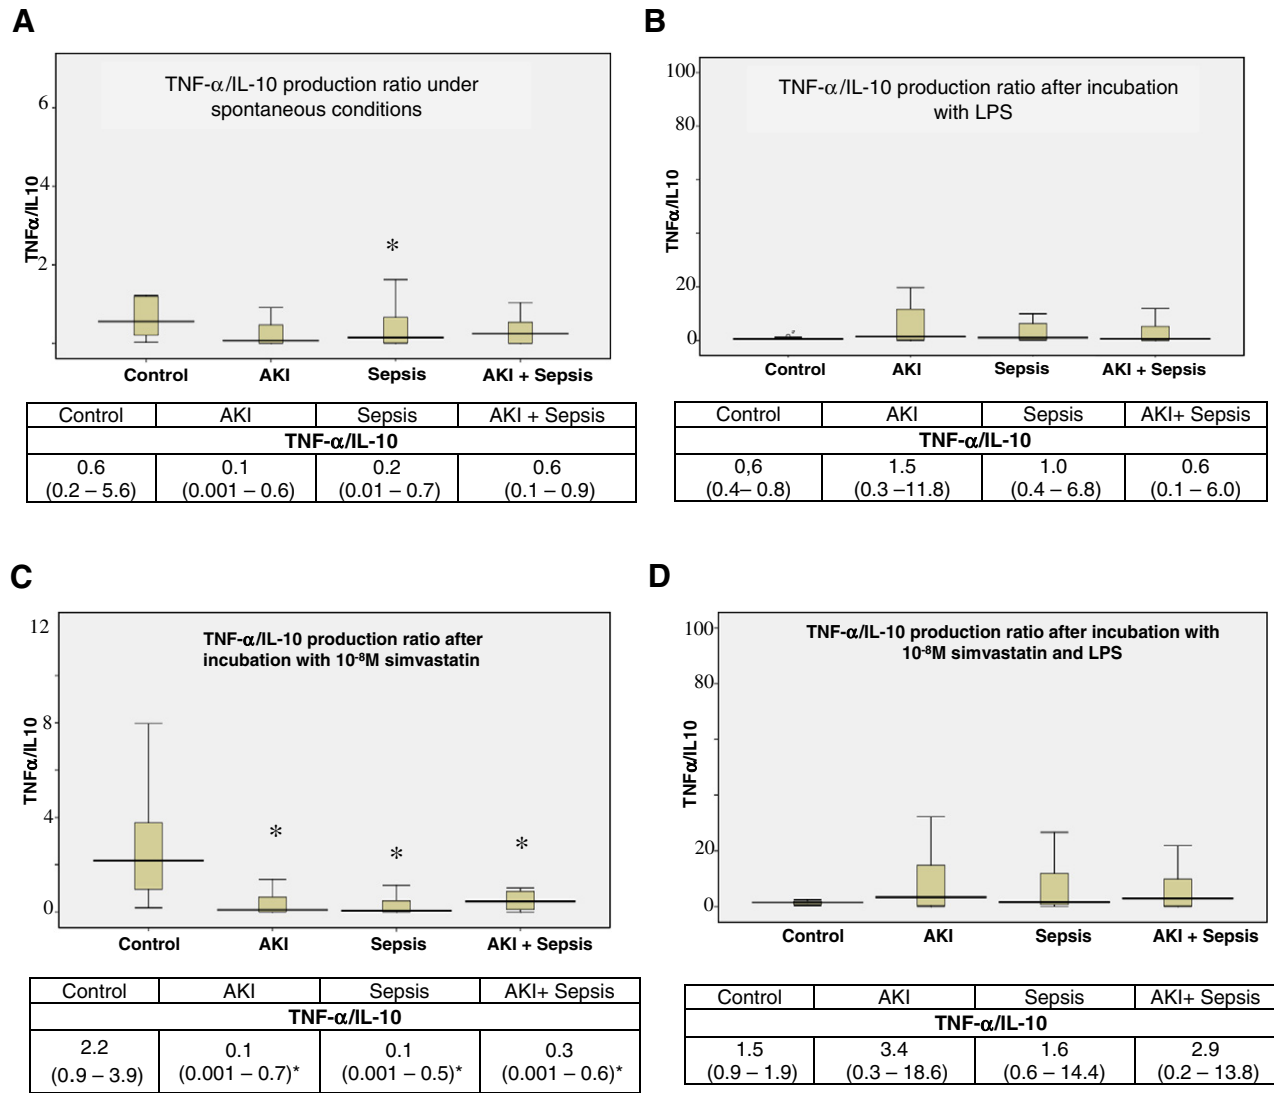 A
TNF-α/IL-10 production ratio under
spontaneous conditions
TNFα/IL10
6
4
2
*
Control AKI Sepsis AKI + Sepsis
Control AKI Sepsis AKI + Sepsis
TNF-α/IL-10
0.6 0.1 0.2 0.6
(0.2 – 5.6) (0.001 – 0.6) (0.01 – 0.7) (0.1 – 0.9)
B
TNF-α/IL-10 production ratio after incubation
with LPS
TNFα/IL10
100
80
20
0
Control AKI Sepsis AKI + Sepsis
Control AKI Sepsis AKI+ Sepsis
TNF-α/IL-10
0,6 1.5 1.0 0.6
(0.4– 0.8) (0.3 –11.8) (0.4 – 6.8) (0.1 – 6.0)
C
TNF-α/IL-10 production ratio after
incubation with 10⁻⁸M simvastatin
TNFα/IL10
12
8
4
0
* * *
Control AKI Sepsis AKI + Sepsis
Control AKI Sepsis AKI+ Sepsis
TNF-α/IL-10
2.2 0.1 0.1 0.3
(0.9 – 3.9) (0.001 – 0.7)* (0.001 – 0.5)* (0.001 – 0.6)*
D
TNF-α/IL-10 production ratio after incubation with
10⁻⁸M simvastatin and LPS
TNFα/IL10
100
80
20
0
Control AKI Sepsis AKI + Sepsis
Control AKI Sepsis AKI+ Sepsis
TNF-α/IL-10
1.5 3.4 1.6 2.9
(0.9 – 1.9) (0.3 – 18.6) (0.6 – 14.4) (0.2 – 13.8)